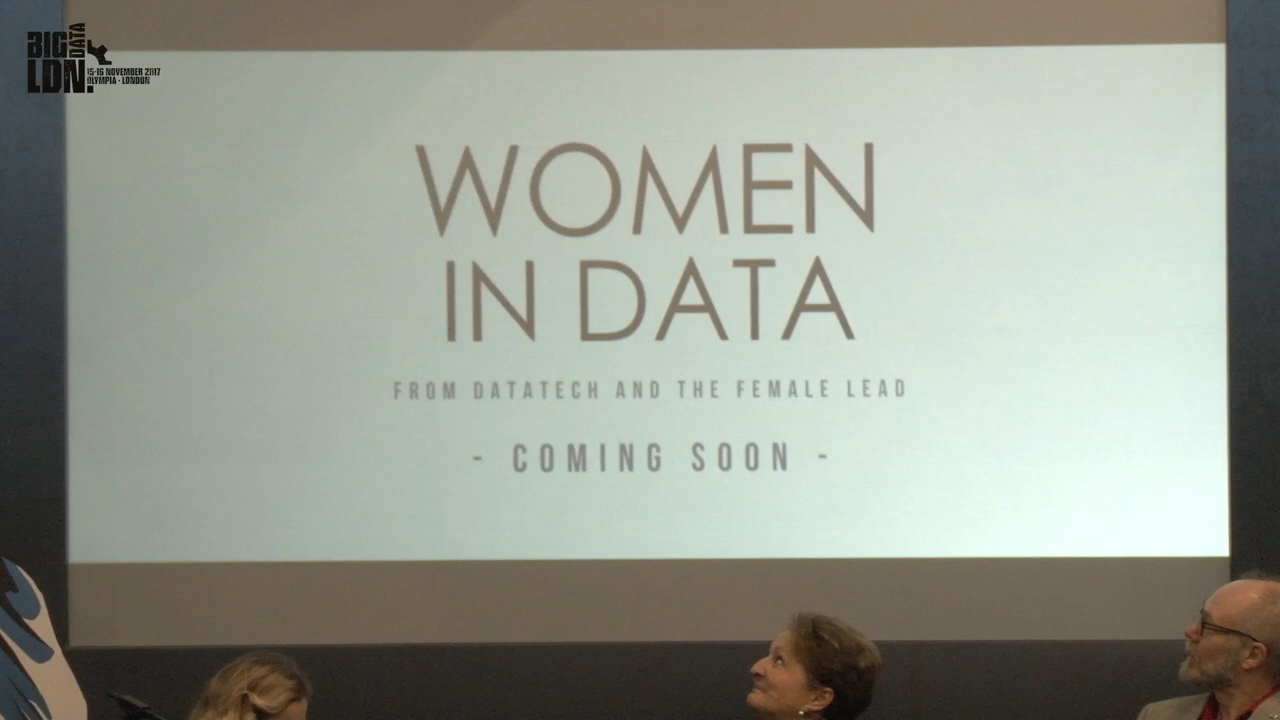 BIG DATA
LDN.
15-16 NOVEMBER 2017
OLYMPIA · LONDON
WOMEN
IN DATA
FROM DATATECH AND THE FEMALE LEAD
- COMING SOON -